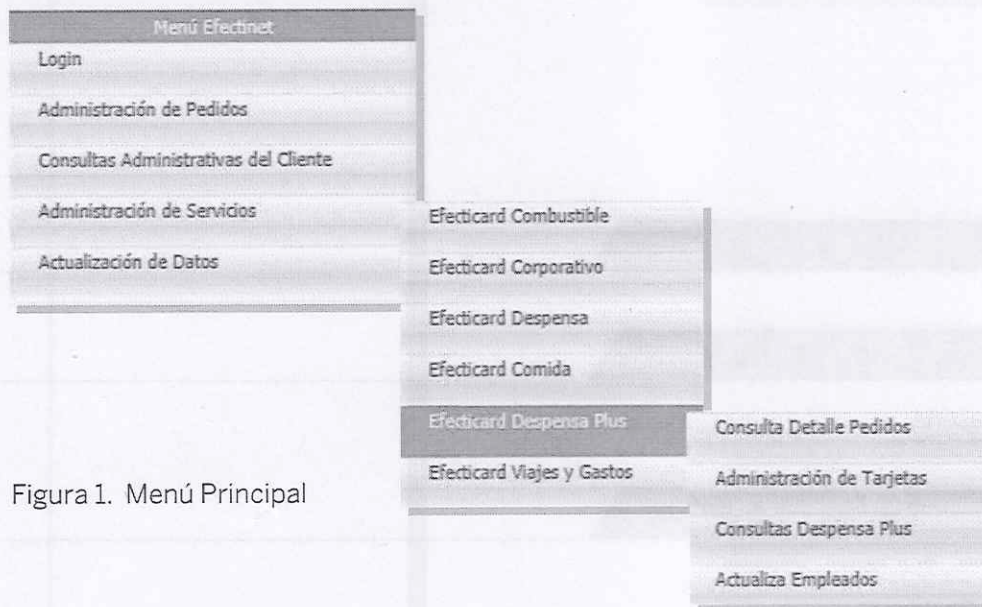 Menú Efectinet
Login
Administración de Pedidos
Consultas Administrativas del Cliente
Administración de Servicios
Actualización de Datos
Efecticard Combustible
Efecticard Corporativo
Efecticard Despensa
Efecticard Comida
Efecticard Despensa Plus
Efecticard Viajes y Gastos
Consulta Detalle Pedidos
Administración de Tarjetas
Consultas Despensa Plus
Actualiza Empleados
Figura 1. Menú Principal